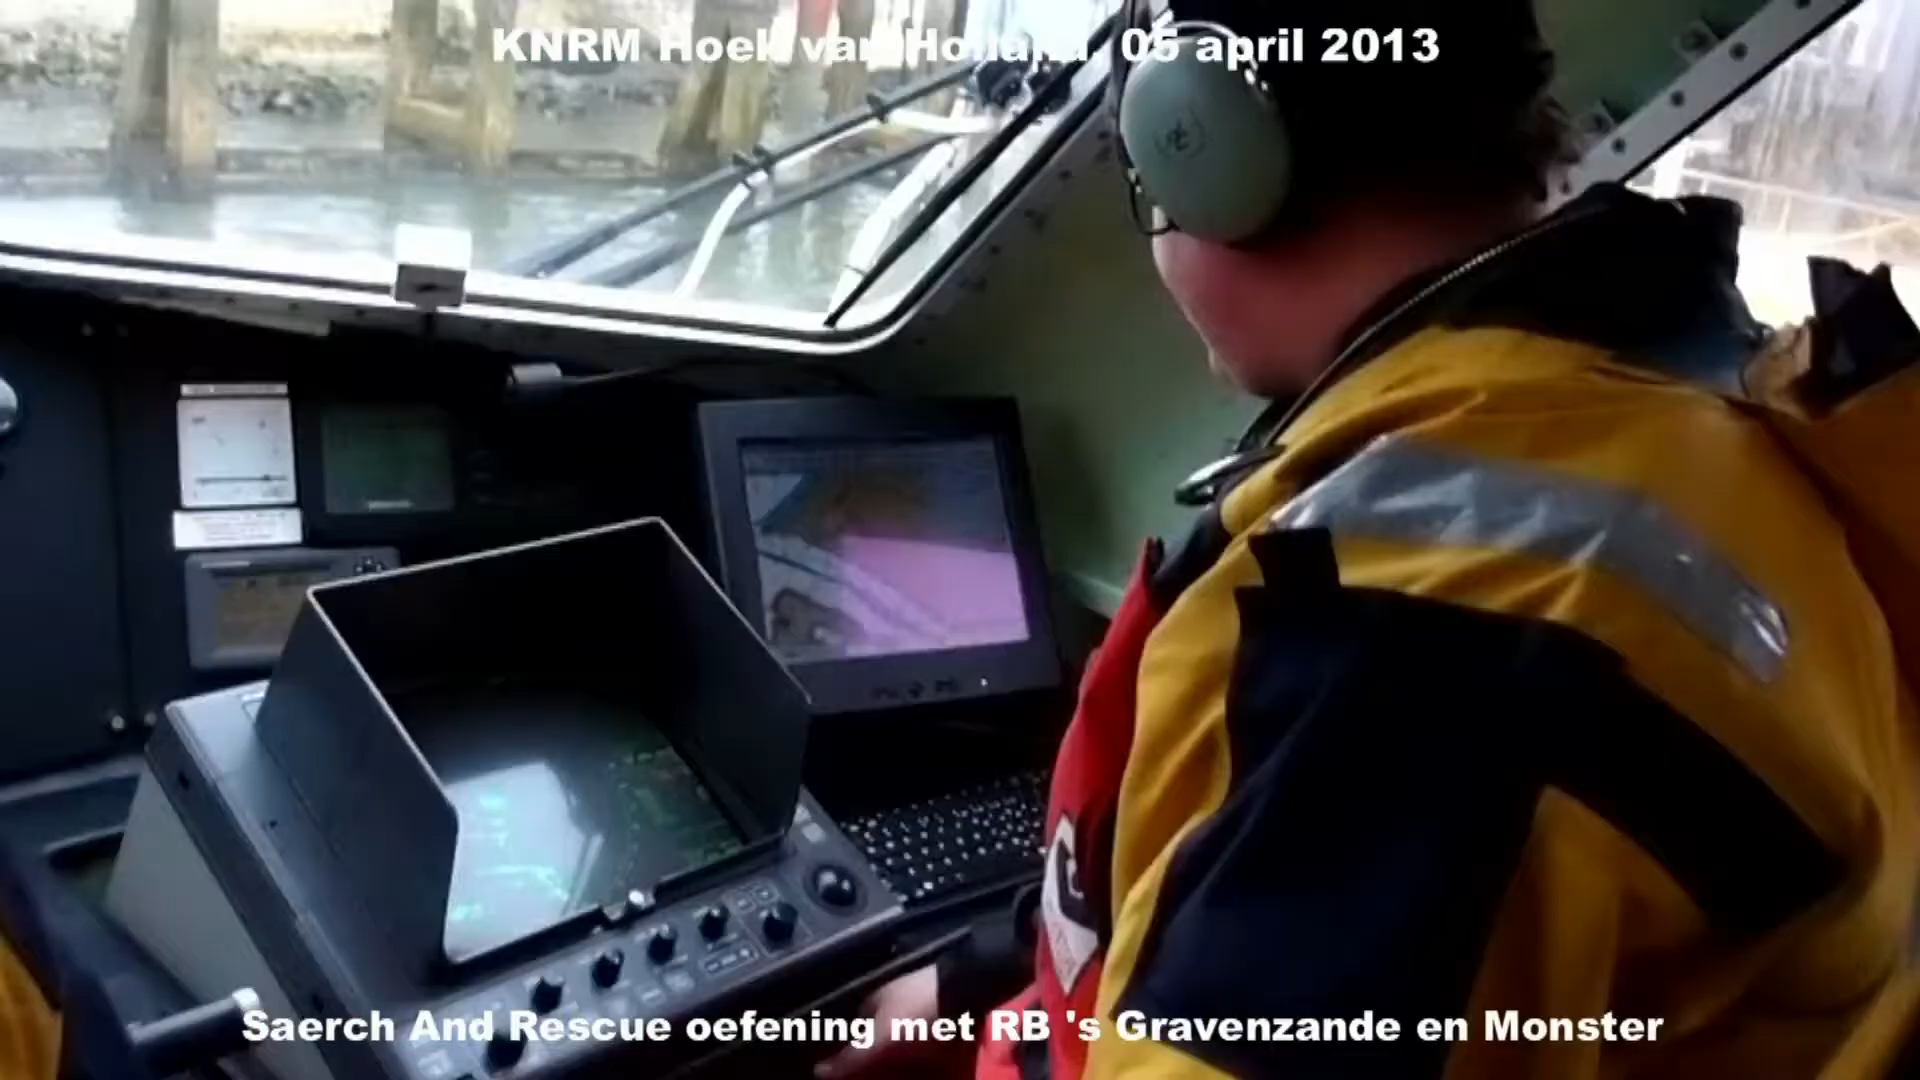 KNRM Hoek van Holland. 05 april 2013
Saerch And Rescue oefening met RB 's Gravenzande en Monster